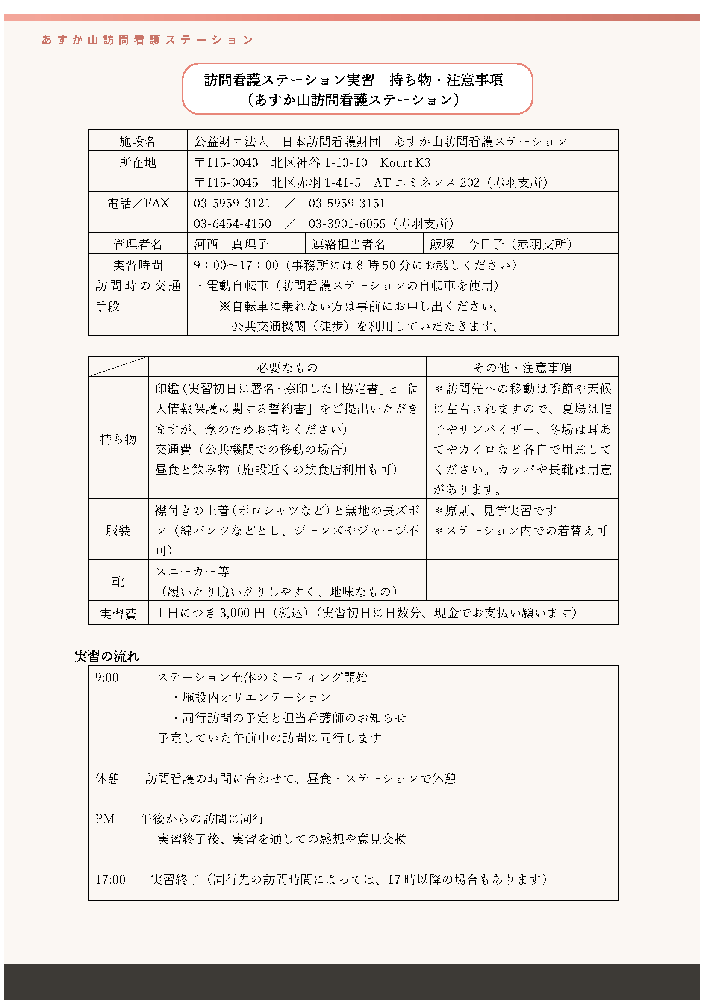 あすか山訪問看護ステーション
訪問看護ステーション実習　持ち物・注意事項
（あすか山訪問看護ステーション）
施設名　公益財団法人　日本訪問看護財団　あすか山訪問看護ステーション
所在地　〒115-0043　北区神谷 1-13-10　Kourt K3
〒115-0045　北区赤羽 1-41-5　AT エミネンス 202（赤羽支所）
電話／FAX　03-5959-3121　／　03-5959-3151
03-6454-4150　／　03-3901-6055（赤羽支所）
管理者名　河西　真理子　連絡担当者名　飯塚　今日子（赤羽支所）
実習時間　9：00～17：00（事務所には 8 時 50 分にお越しください）
訪問時の交通
手段
・電動自転車（訪問看護ステーションの自転車を使用）
※自転車に乗れない方は事前にお申し出ください。
公共交通機関（徒歩）を利用していだたきます。
必要なもの　その他・注意事項
持ち物
印鑑（実習初日に署名・捺印した「協定書」と「個
人情報保護に関する誓約書」をご提出いただき
ますが、念のためお持ちください）
交通費（公共機関での移動の場合）
昼食と飲み物（施設近くの飲食店利用も可）
＊訪問先への移動は季節や天候
に左右されますので、夏場は帽
子やサンバイザー、冬場は耳あ
てやカイロなど各自で用意して
ください。カッパや長靴は用意
があります。
服装
襟付きの上着（ポロシャツなど）と無地の長ズボ
ン（綿パンツなどとし、ジーンズやジャージ不
可）
＊原則、見学実習です
＊ステーション内での着替え可
靴
スニーカー等
（履いたり脱いだりしやすく、地味なもの）
実習費　1 日につき 3,000 円（税込）（実習初日に日数分、現金でお支払い願います）
実習の流れ
9:00　ステーション全体のミーティング開始
・施設内オリエンテーション
・同行訪問の予定と担当看護師のお知らせ
予定していた午前中の訪問に同行します
休憩　訪問看護の時間に合わせて、昼食・ステーションで休憩
PM　午後からの訪問に同行
実習終了後、実習を通しての感想や意見交換
17:00　実習終了（同行先の訪問時間によっては、17 時以降の場合もあります）